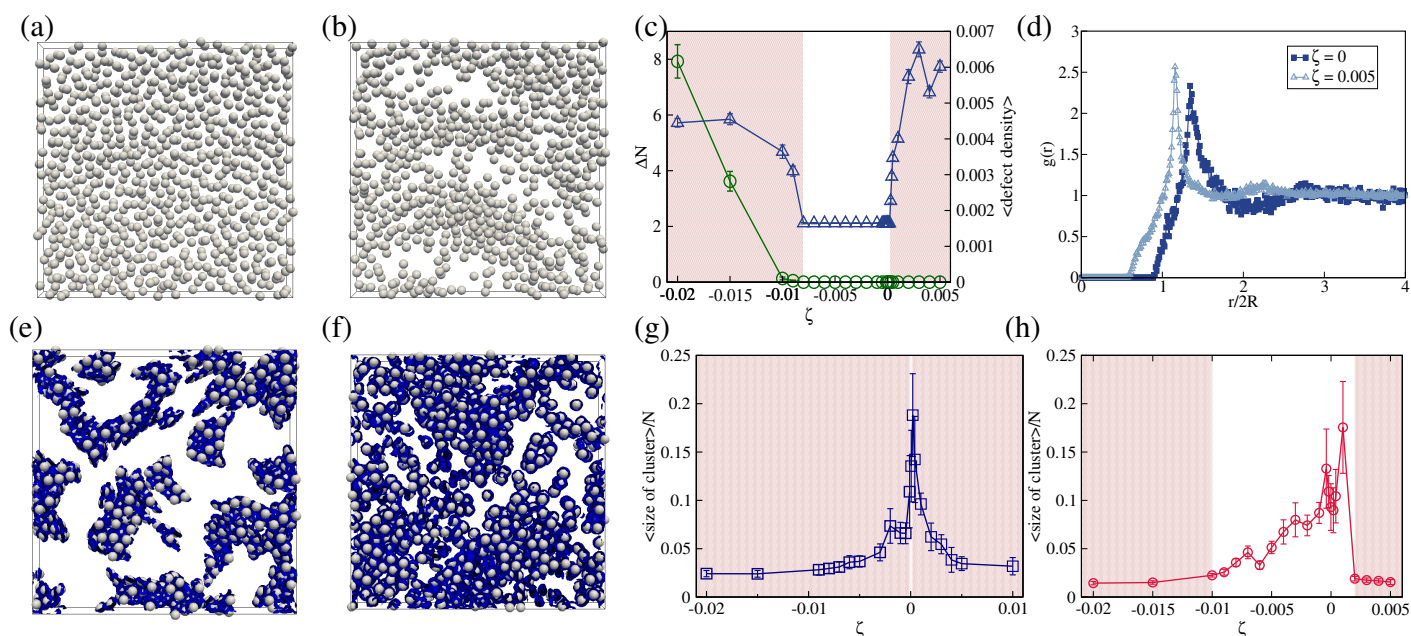 (a)
(b)
(c)
(d)
8
6
4
2
0
ΔN
0.007
0.006
0.005
0.004
0.003
0.002
0.001
0
<defect density>
-0.02
-0.015
-0.01
-0.005
0
0.005
ζ
3
2.5
2
1.5
1
0.5
0
g(r)
ζ = 0
ζ = 0.005
0
1
2
3
4
r/2R
(e)
(f)
(g)
(h)
0.25
0.2
0.15
0.1
0.05
0
<size of cluster>/N
-0.02
-0.01
0
0.01
ζ
0.25
0.2
0.15
0.1
0.05
0
<size of cluster>/N
-0.02
-0.015
-0.01
-0.005
0
0.005
ζ